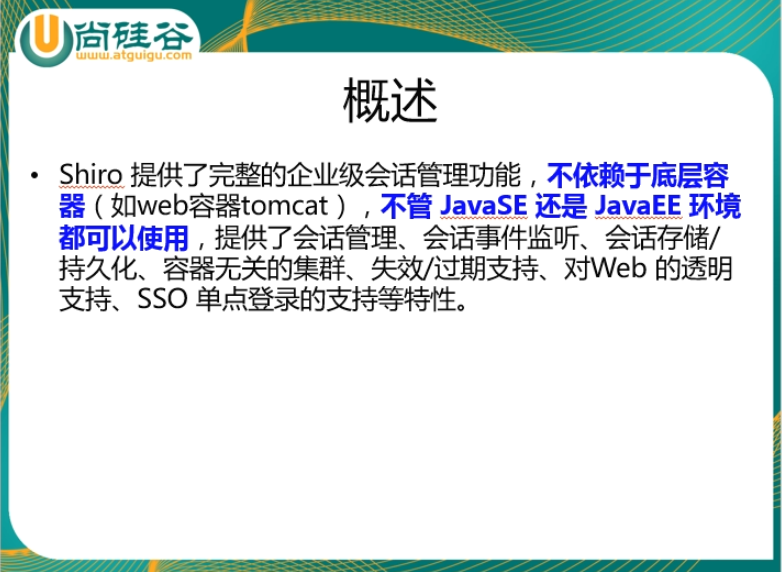 尚硅谷
www.atguigu.com
概述
• Shiro 提供了完整的企业级会话管理功能，不依赖于底层容
器（如web容器tomcat），不管 JavaSE 还是 JavaEE 环境
都可以使用，提供了会话管理、会话事件监听、会话存储/
持久化、容器无关的集群、失效/过期支持、对Web 的透明
支持、SSO 单点登录的支持等特性。